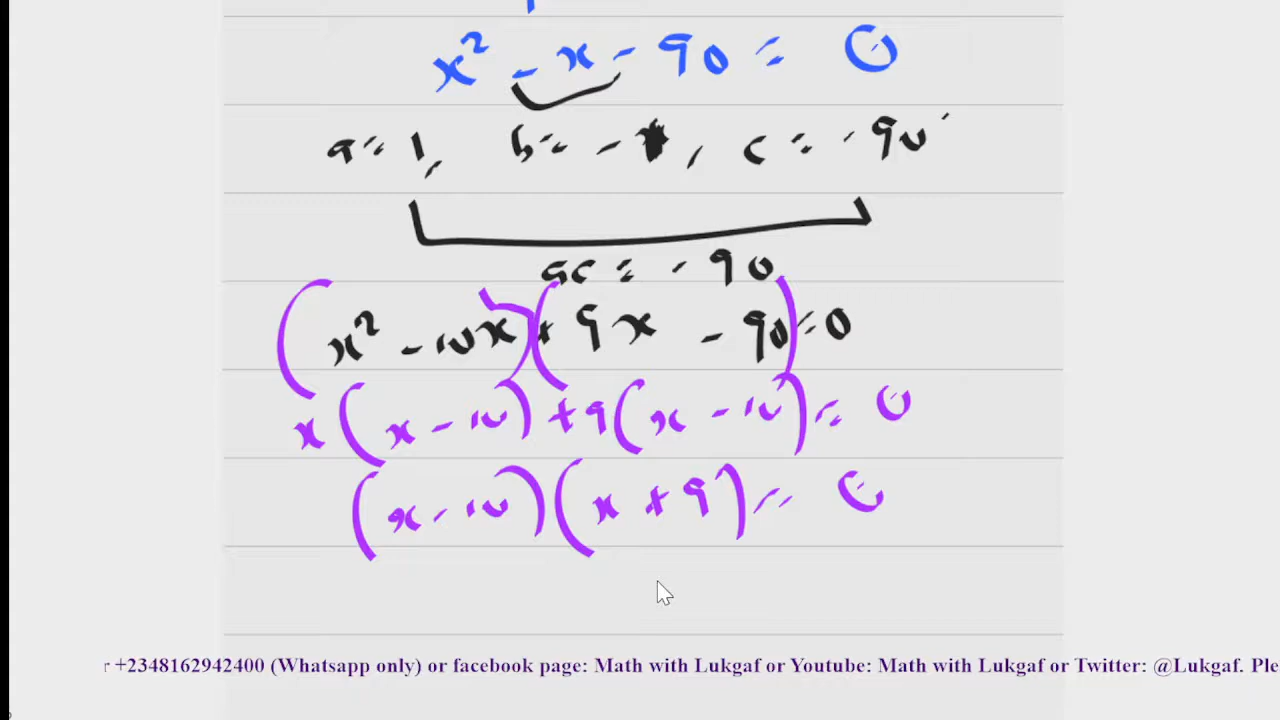 x² - x - 90 = 0
a = 1, b = -1, c = -90
ac = -90
(x² - 10x) + (9x - 90) = 0
x(x - 10) + 9(x - 10) = 0
(x - 10)(x + 9) = 0
r +2348162942400 (Whatsapp only) or facebook page: Math with Lukgaf or Youtube: Math with Lukgaf or Twitter: @Lukgaf. Ple